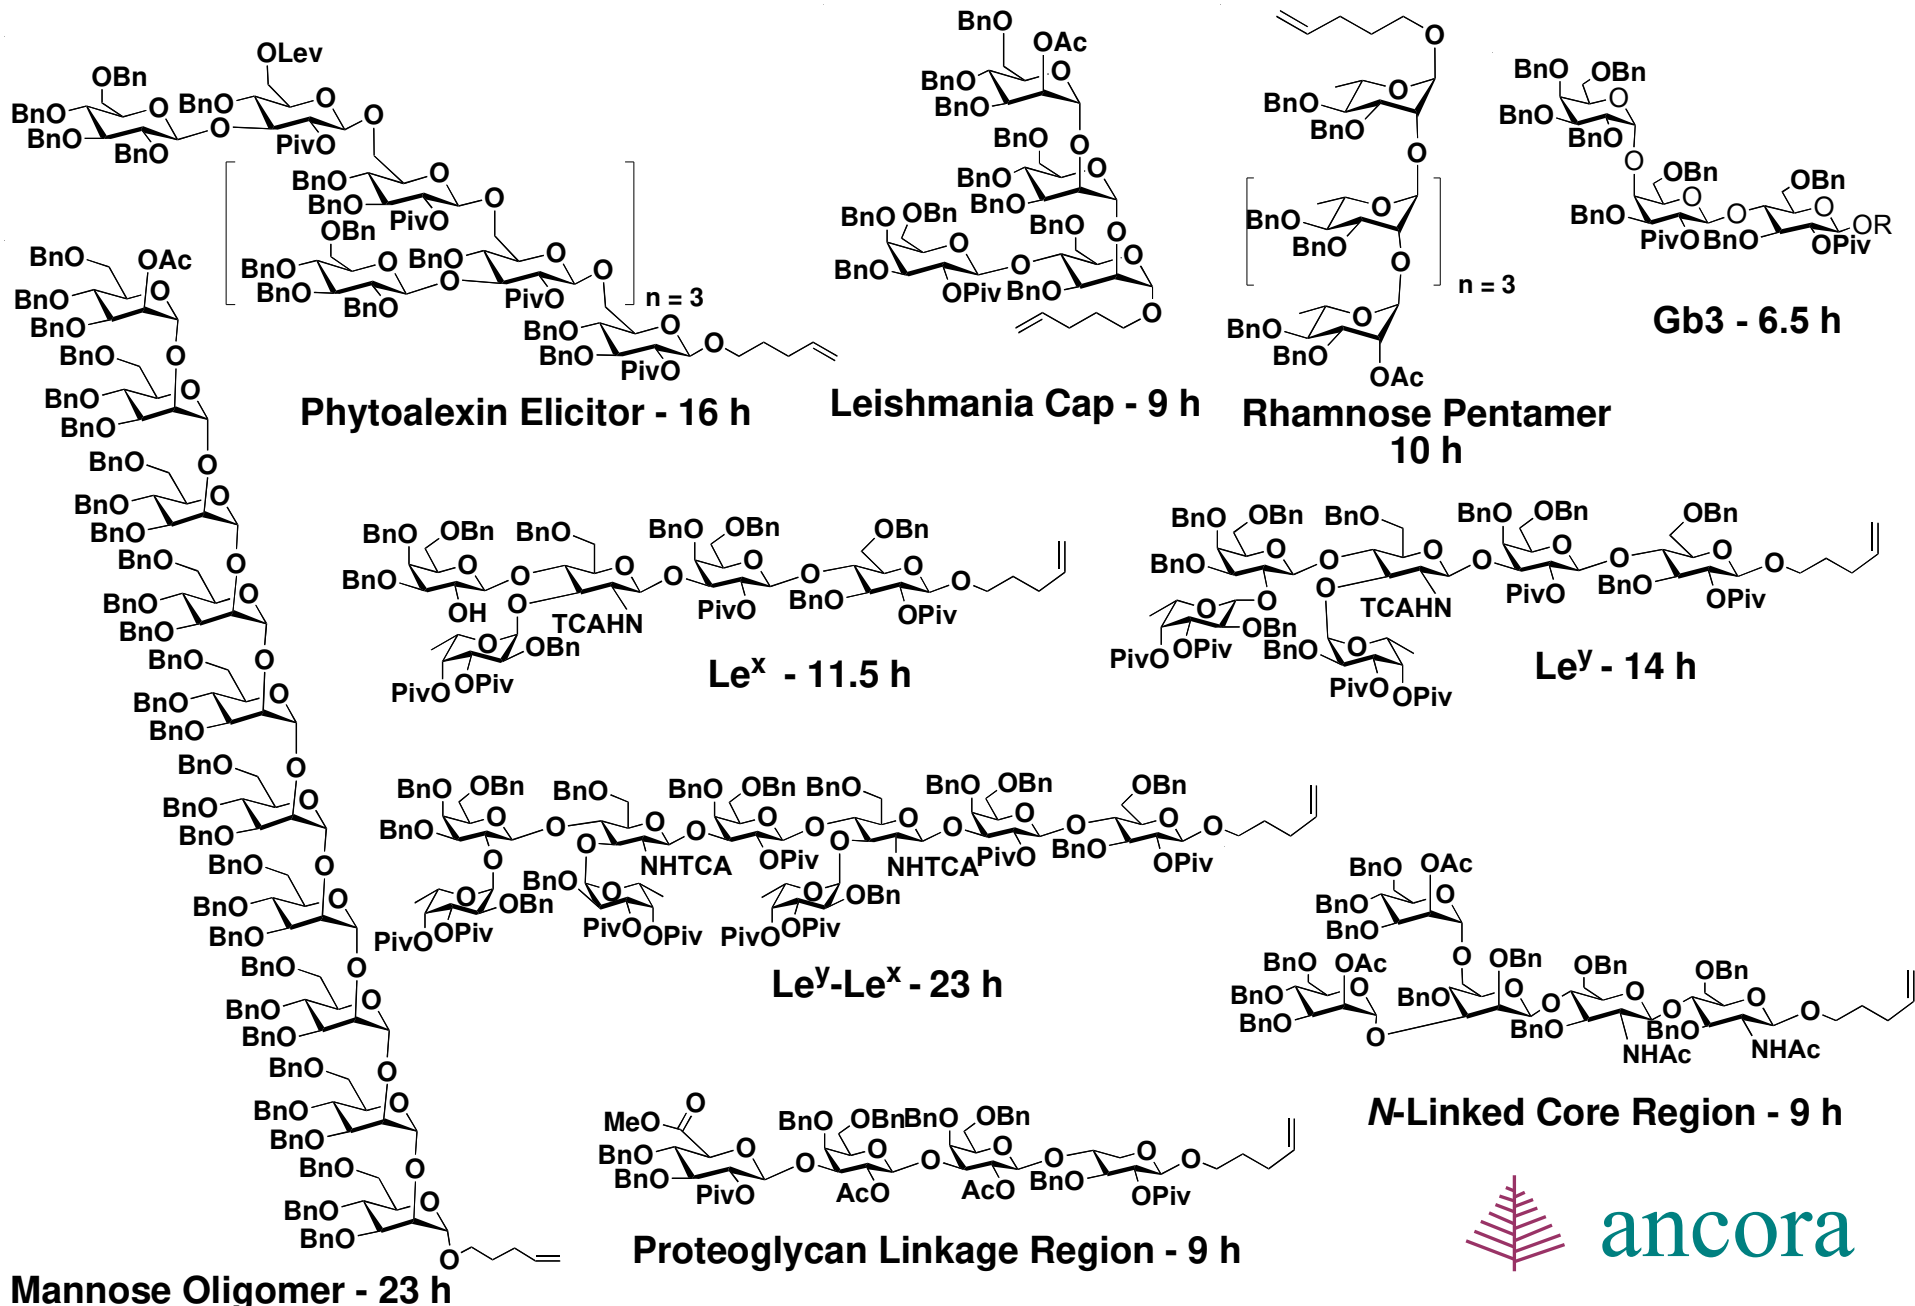 OLev
OBn
BnO
BnO
BnO
O
BnO
O
PivO
O
O
BnO
BnO
O
PivO
O
OBn
BnO
BnO
O
OBn
BnO
O
O
PivO
O
n = 3
BnO
BnO
O
PivO
O
Phytoalexin Elicitor - 16 h
BnO
OAc
BnO
BnO
O
BnO
O
BnO
BnO
O
BnO
O
BnO
OBn
BnO
O
OPiv
O
BnO
O
O
Leishmania Cap - 9 h
O
BnO
BnO
O
O
BnO
BnO
O
O
n = 3
BnO
BnO
O
OAc
Rhamnose Pentamer
10 h
BnO
OBn
BnO
BnO
O
O
OBn
BnO
O
PivO
O
OBn
BnO
O
OPiv
OR
Gb3 - 6.5 h
BnO
OAc
BnO
BnO
O
O
BnO
BnO
BnO
O
O
BnO
BnO
BnO
O
O
BnO
BnO
BnO
O
O
BnO
BnO
BnO
O
O
BnO
BnO
BnO
O
O
BnO
BnO
BnO
O
O
BnO
BnO
BnO
O
O
BnO
BnO
BnO
O
O
BnO
BnO
BnO
O
O
Mannose Oligomer - 23 h
BnO
OBn
BnO
O
OH
O
BnO
O
TCAHN
O
O
OBn
PivO
OPiv
O
BnO
OBn
O
PivO
O
OBn
BnO
O
OPiv
O
Lex - 11.5 h
BnO
OBn
BnO
O
O
O
OBn
PivO
OPiv
O
BnO
O
TCAHN
O
BnO
O
PivO
OPiv
O
BnO
OBn
O
PivO
O
OBn
BnO
O
OPiv
O
Ley - 14 h
BnO
OBn
BnO
O
O
O
OBn
PivO
OPiv
O
BnO
O
NHTCA
O
BnO
O
PivO
OPiv
O
BnO
OBn
O
OPiv
O
BnO
O
NHTCA
O
O
OBn
PivO
OPiv
O
BnO
OBn
O
PivO
O
OBn
BnO
O
OPiv
O
Ley-Lex - 23 h
BnO
OAc
BnO
BnO
O
O
BnO
OAc
BnO
BnO
O
O
OBn
BnO
O
OBn
BnO
O
NHAc
O
OBn
BnO
O
NHAc
O
N-Linked Core Region - 9 h
O
MeO
BnO
BnO
O
PivO
O
BnO
OBn
O
AcO
O
BnO
OBn
O
AcO
O
BnO
O
OPiv
O
Proteoglycan Linkage Region - 9 h
ancora